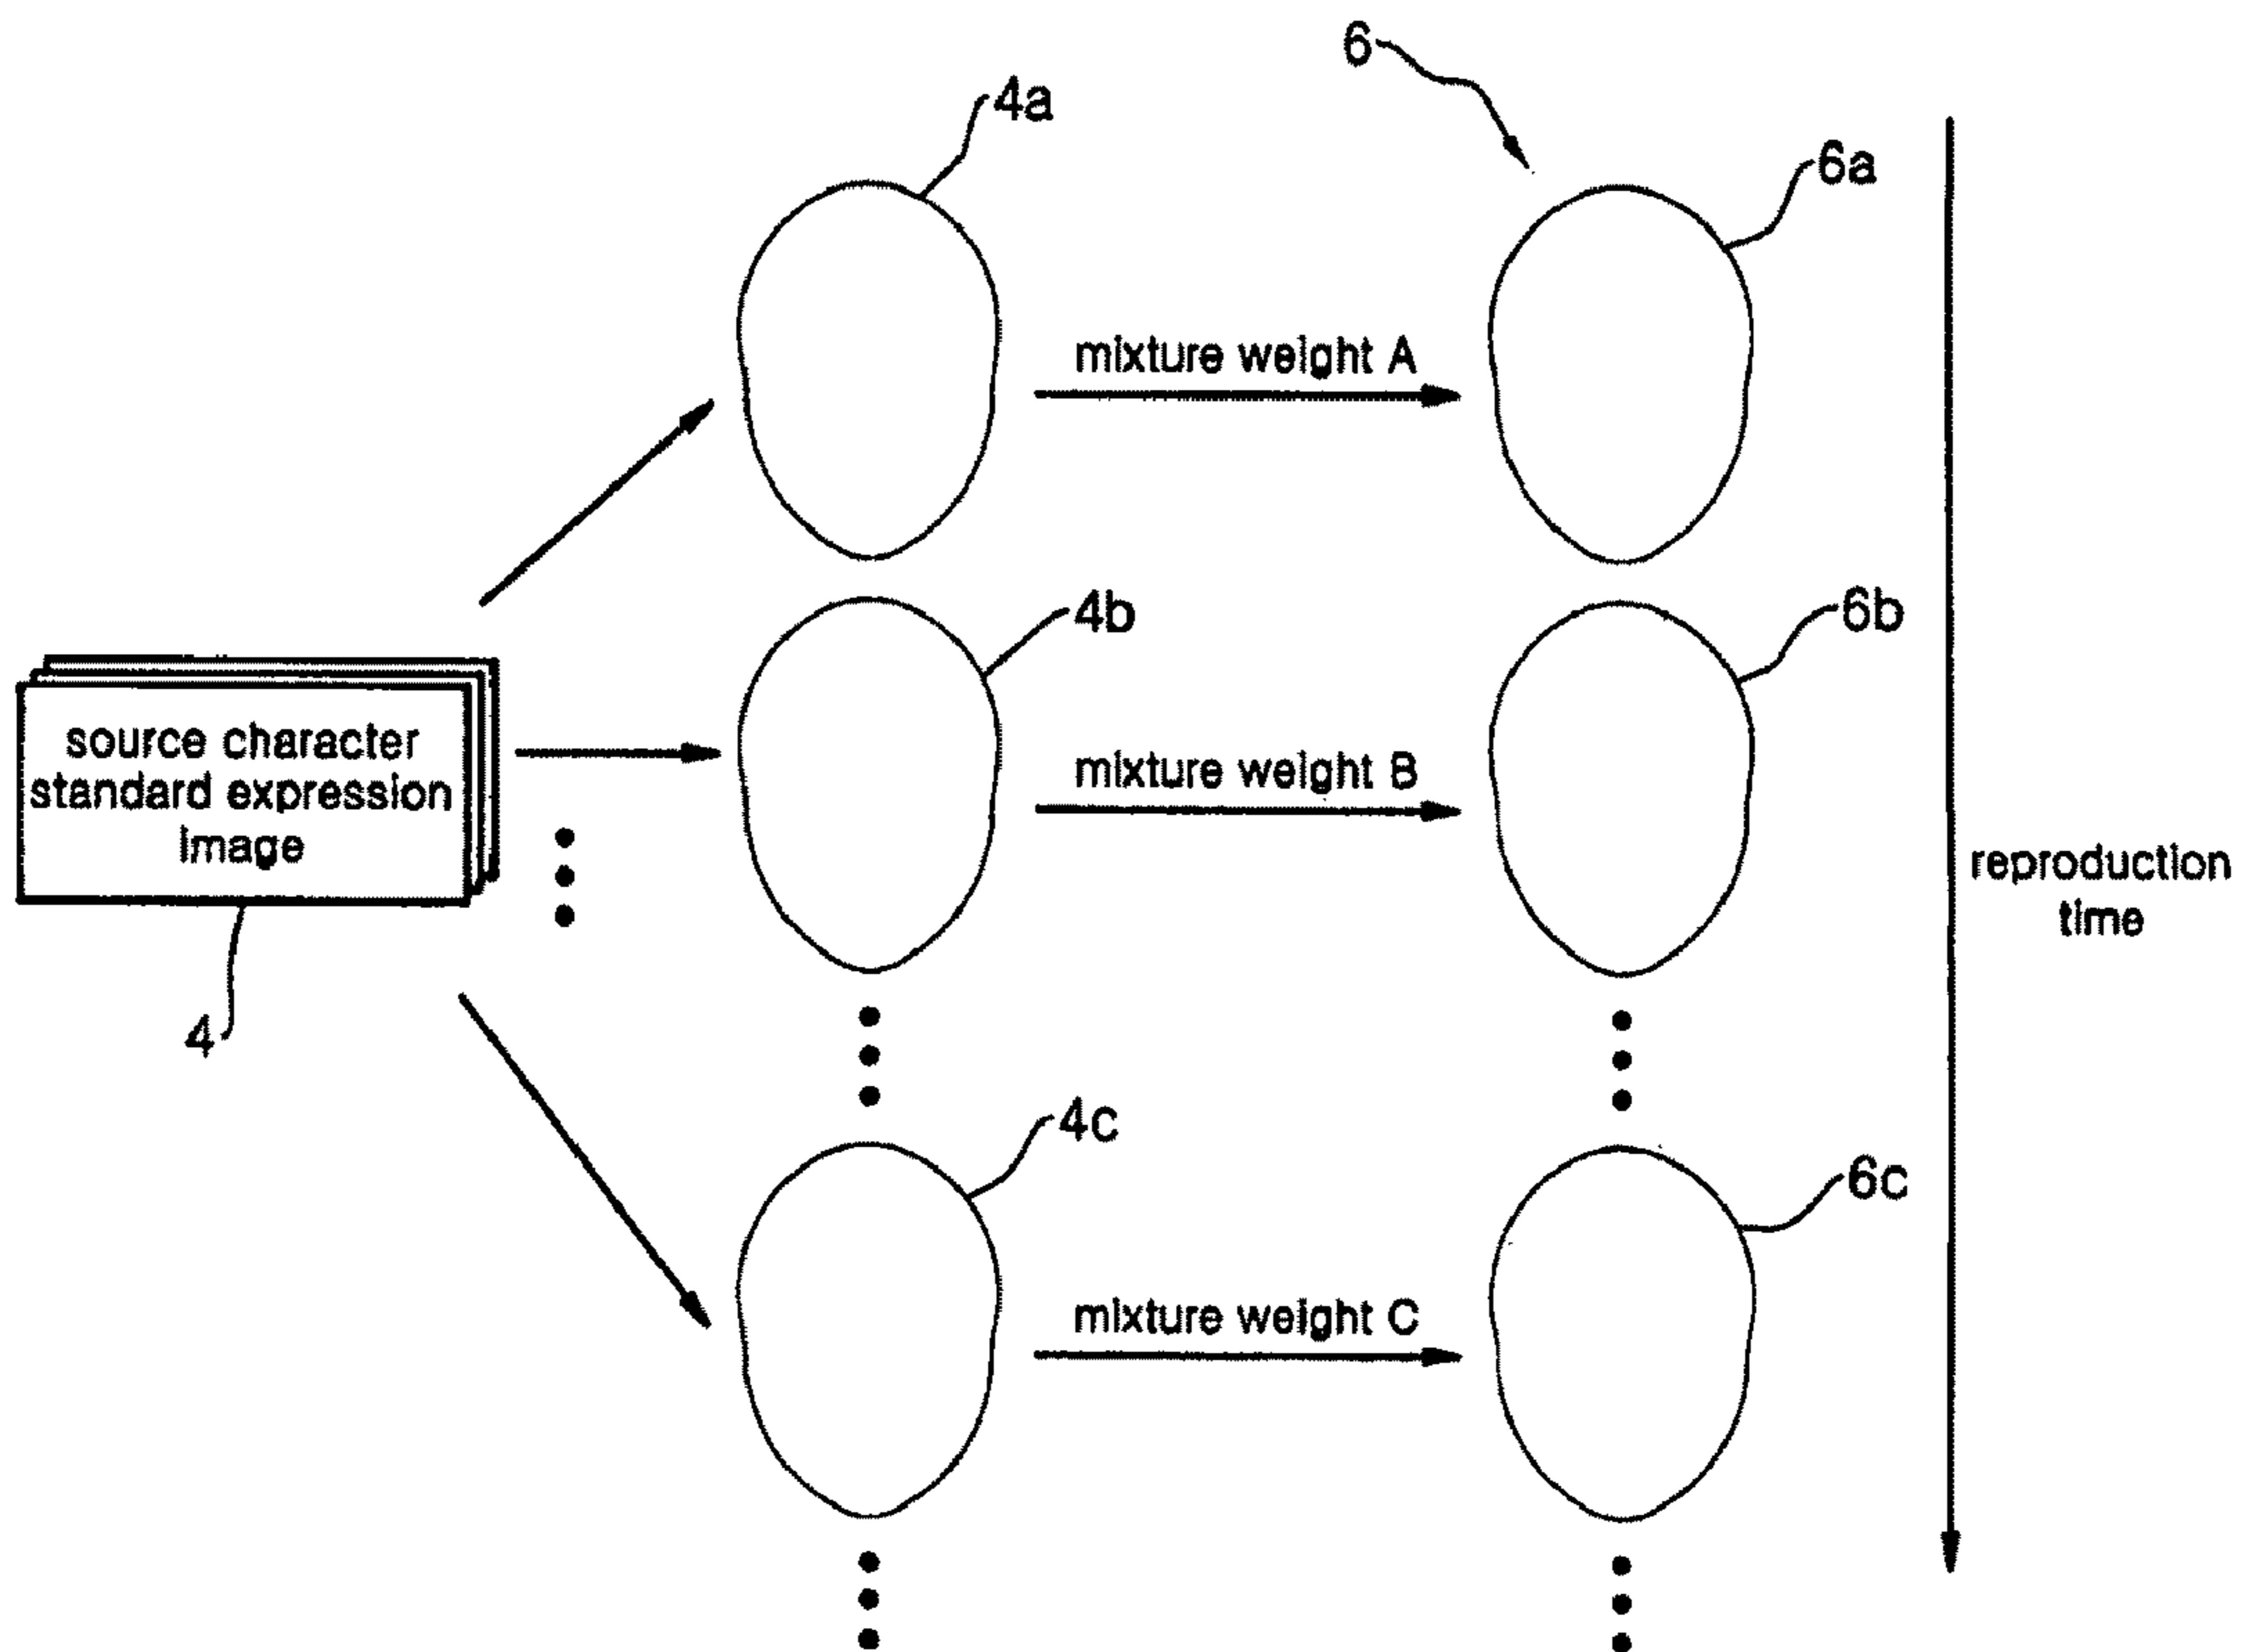 6
4a
6a
mixture weight A
4b
6b
source character
standard expression
image
mixture weight B
reproduction
time
4
4c
6c
mixture weight C